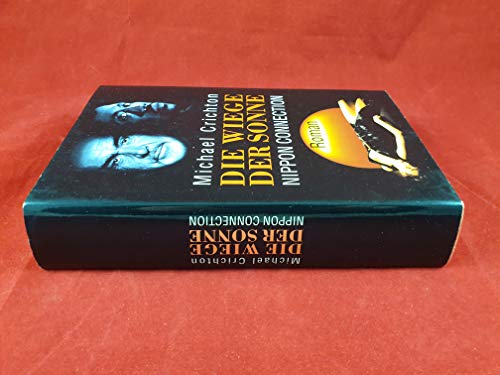 Michael Crichton
DIE WIEGE
DER SONNE
NIPPON CONNECTION
Roman
Michael Crichton
DIE WIEGE
DER SONNE
NIPPON CONNECTION